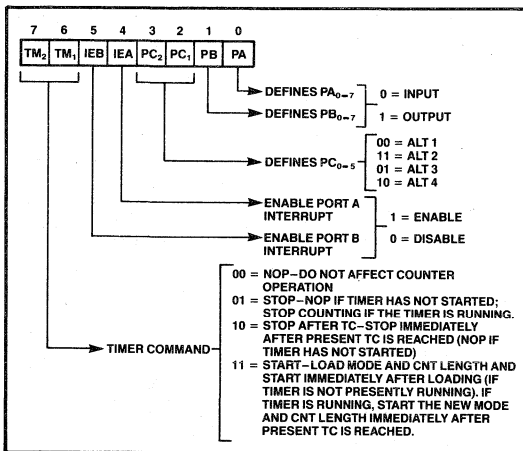 7 6 5 4 3 2 1 0
TM₂ TM₁ IEB IEA PC₂ PC₁ PB PA
DEFINES PA₀₋₇
0 = INPUT
DEFINES PB₀₋₇
1 = OUTPUT
DEFINES PC₀₋₅
00 = ALT 1
11 = ALT 2
01 = ALT 3
10 = ALT 4
ENABLE PORT A
INTERRUPT
1 = ENABLE
ENABLE PORT B
INTERRUPT
0 = DISABLE
TIMER COMMAND
00 = NOP–DO NOT AFFECT COUNTER
OPERATION
01 = STOP–NOP IF TIMER HAS NOT STARTED;
STOP COUNTING IF THE TIMER IS RUNNING.
10 = STOP AFTER TC–STOP IMMEDIATELY
AFTER PRESENT TC IS REACHED (NOP IF
TIMER HAS NOT STARTED)
11 = START–LOAD MODE AND CNT LENGTH AND
START IMMEDIATELY AFTER LOADING (IF
TIMER IS NOT PRESENTLY RUNNING). IF
TIMER IS RUNNING, START THE NEW MODE
AND CNT LENGTH IMMEDIATELY AFTER
PRESENT TC IS REACHED.